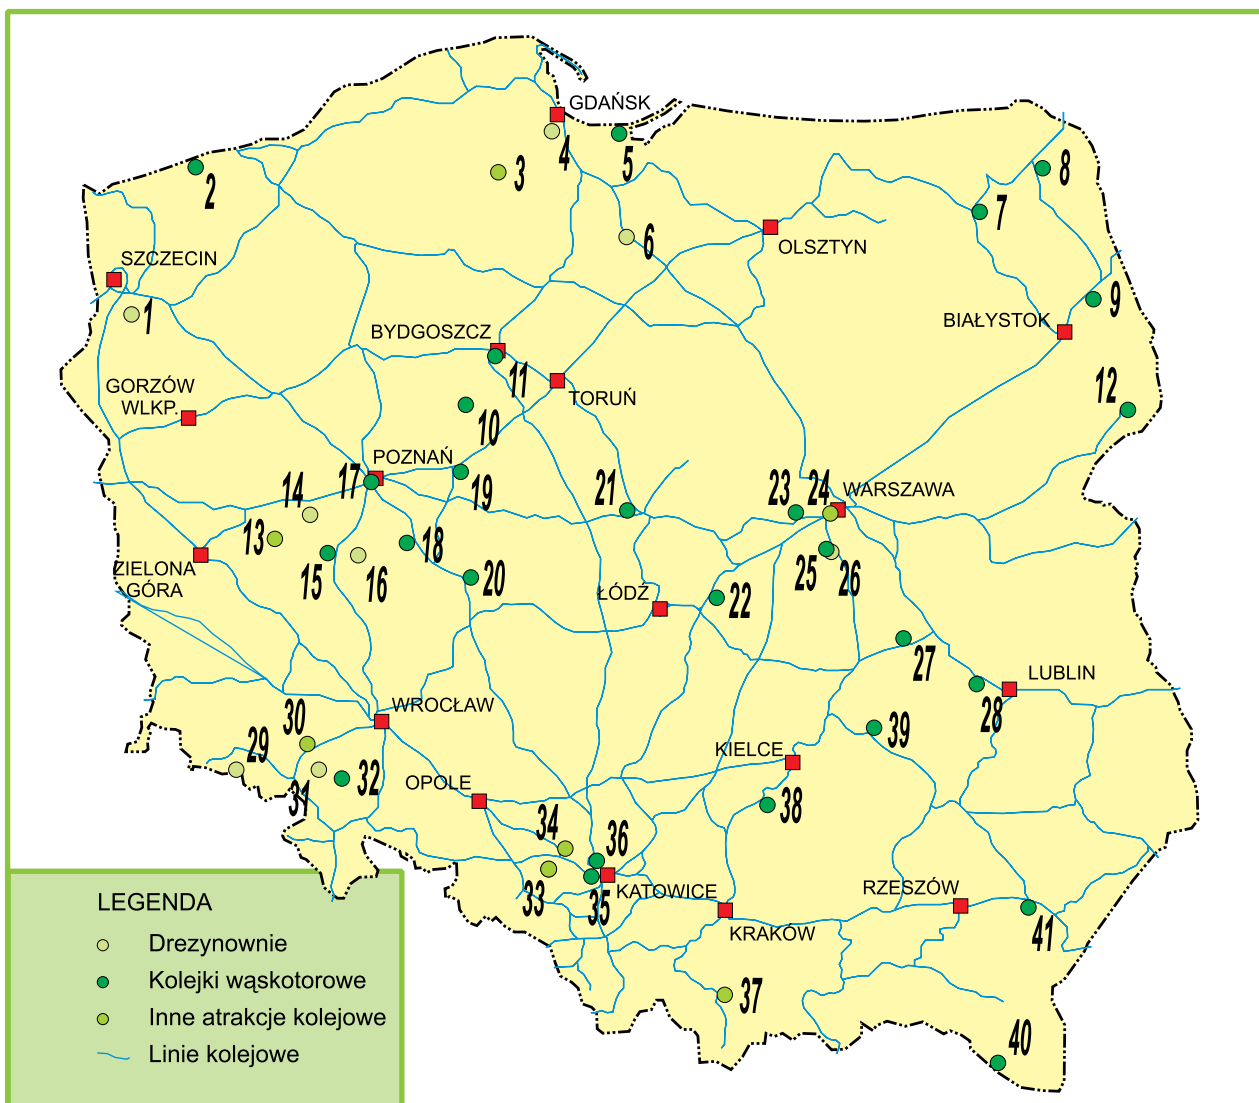 GDAŃSK
4
5
3
2
8
7
6
OLSZTYN
SZCZECIN
1
9
BIAŁYSTOK
BYDGOSZCZ
11
GORZÓW
WLKP.
TORUŃ
12
10
POZNAŃ
17
19
14
13
15
16
18
20
21
23
24
WARSZAWA
25
26
ZIELONA
GÓRA
ŁÓDŹ
22
27
LUBLIN
28
WROCŁAW
30
29
31
32
OPOLE
KIELCE
39
38
34
36
33
35
KATOWICE
KRAKÓW
RZESZÓW
41
37
40
LEGENDA
Drezynownie
Kolejki wąskotorowe
Inne atrakcje kolejowe
Linie kolejowe